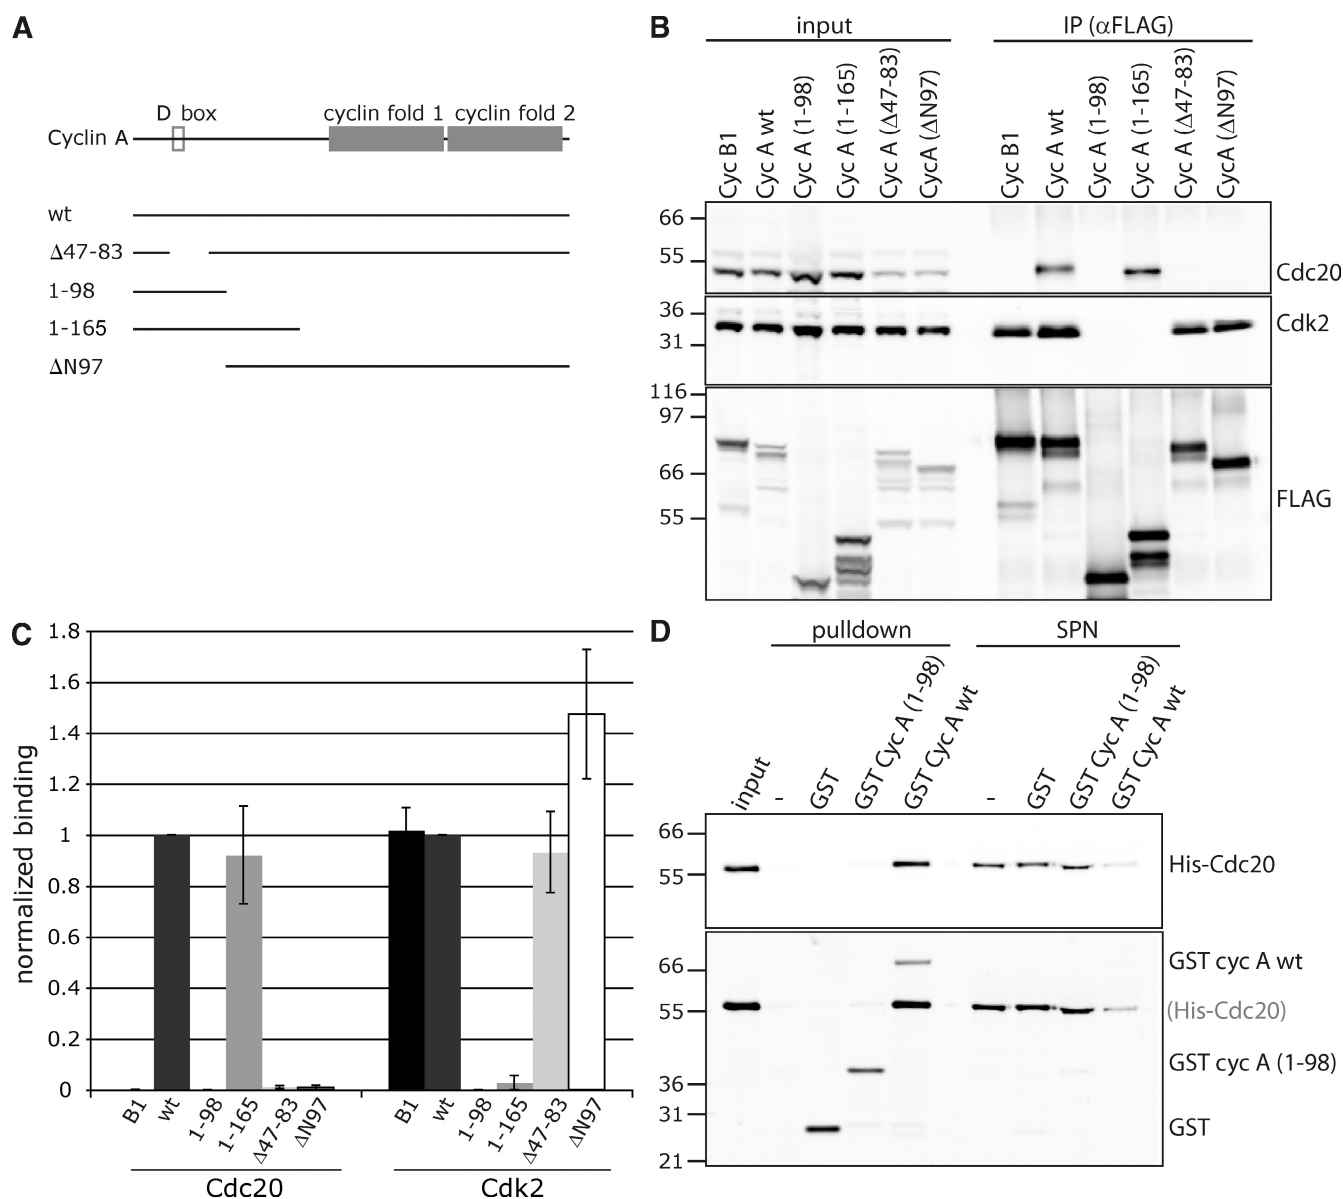 A
D box
cyclin fold 1
cyclin fold 2
Cyclin A
wt
Δ47-83
1-98
1-165
ΔN97
B
input
IP (αFLAG)
Cyc B1
Cyc A wt
Cyc A (1-98)
Cyc A (1-165)
Cyc A (Δ47-83)
CycA (ΔN97)
Cyc B1
Cyc A wt
Cyc A (1-98)
Cyc A (1-165)
Cyc A (Δ47-83)
CycA (ΔN97)
66
55
Cdc20
36
31
Cdk2
116
97
66
55
FLAG
C
normalized binding
1.8
1.6
1.4
1.2
1
0.8
0.6
0.4
0.2
0
B1
wt
1-98
1-165
Δ47-83
ΔN97
B1
wt
1-98
1-165
Δ47-83
ΔN97
Cdc20
Cdk2
D
pulldown
SPN
input
-
GST
GST Cyc A (1-98)
GST Cyc A wt
-
GST
GST Cyc A (1-98)
GST Cyc A wt
66
55
His-Cdc20
66
55
36
31
21
GST cyc A wt
(His-Cdc20)
GST cyc A (1-98)
GST